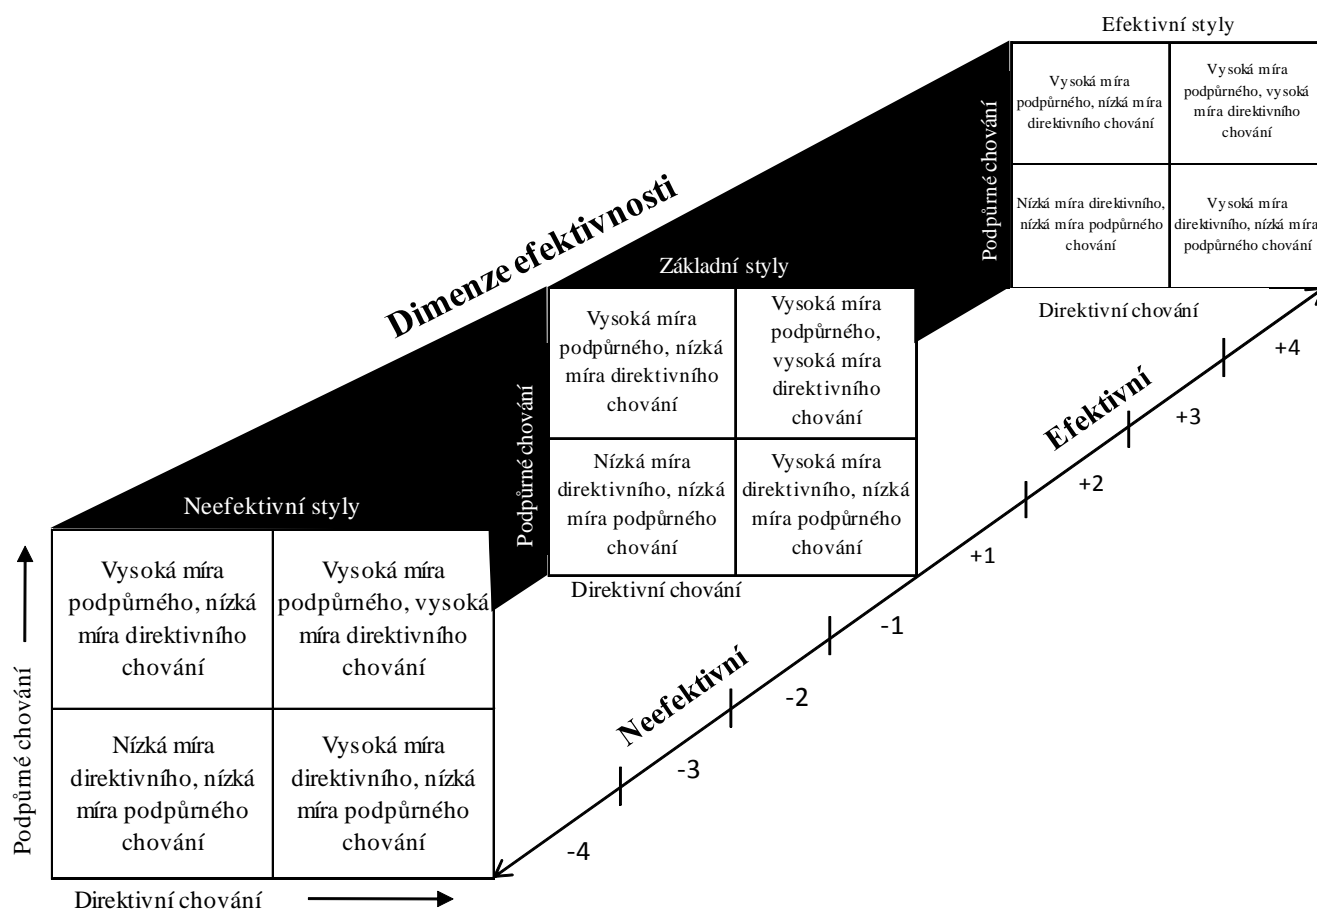 Efektivní styly
Vysoká míra
podpůrného, nízká míra
direktivního chování
Vysoká míra
podpůrného, vysoká
míra direktivního
chování
Podpůrné chování
Nízká míra direktivního,
nízká míra podpůrného
chování
Vysoká míra
direktivního, nízká míra
podpůrného chování
Direktivní chování
Dimenze efektivnosti
Základní styly
Vysoká míra
podpůrného, nízká
míra direktivního
chování
Vysoká míra
podpůrného,
vysoká míra
direktivního
chování
Podpůrné chování
Nízká míra
direktivního, nízká
míra podpůrného
chování
Vysoká míra
direktivního, nízká
míra podpůrného
chování
Direktivní chování
Neefektivní styly
Vysoká míra
podpůrného, nízká
míra direktivního
chování
Vysoká míra
podpůrného, vysoká
míra direktivního
chování
Podpůrné chování
Nízká míra
direktivního, nízká
míra podpůrného
chování
Vysoká míra
direktivního, nízká
míra podpůrného
chování
Direktivní chování
Efektivní
+4
+3
+2
+1
Neefektivní
-1
-2
-3
-4